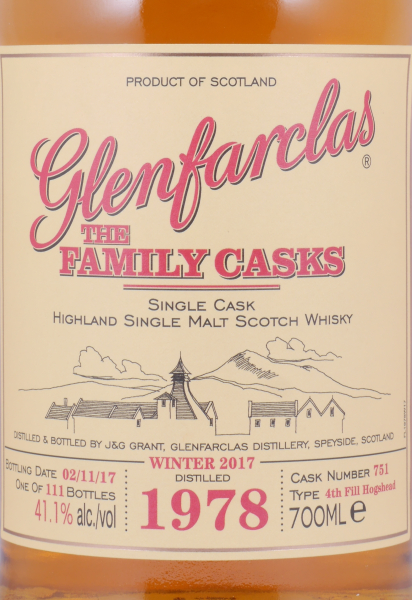 PRODUCT OF SCOTLAND
Glenfarclas®
THE
FAMILY CASKS
SINGLE CASK
HIGHLAND SINGLE MALT SCOTCH WHISKY
DISTILLED & BOTTLED BY J&G GRANT, GLENFARCLAS DISTILLERY, SPEYSIDE, SCOTLAND
BOTTLING DATE 02/11/17
ONE OF 111 BOTTLES
41.1% alc./vol
WINTER 2017
DISTILLED
1978
CASK NUMBER 751
TYPE 4th Fill Hogshead
700ML e